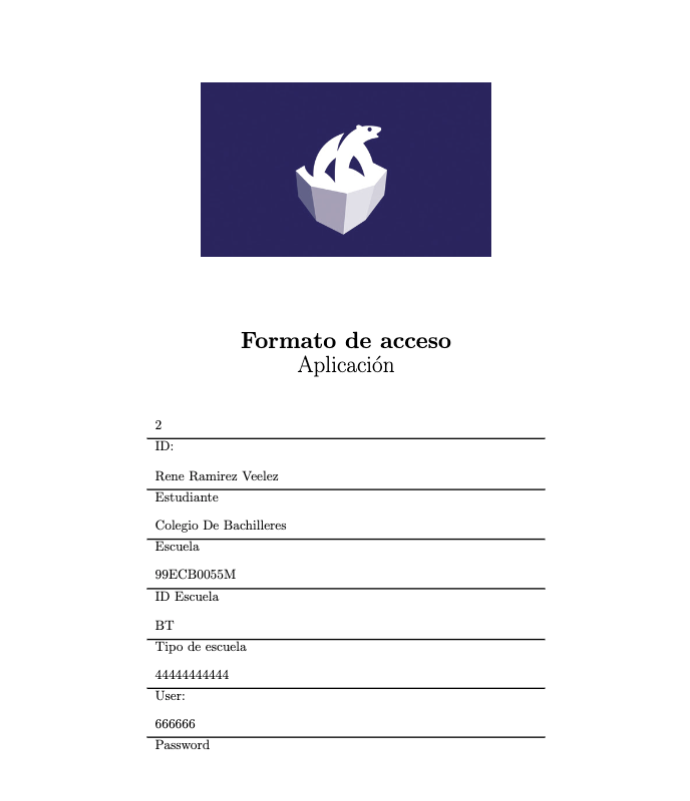 Formato de acceso
Aplicación
2
ID:
Rene Ramirez Veelez
Estudiante
Colegio De Bachilleres
Escuela
99ECB0055M
ID Escuela
BT
Tipo de escuela
44444444444
User:
666666
Password